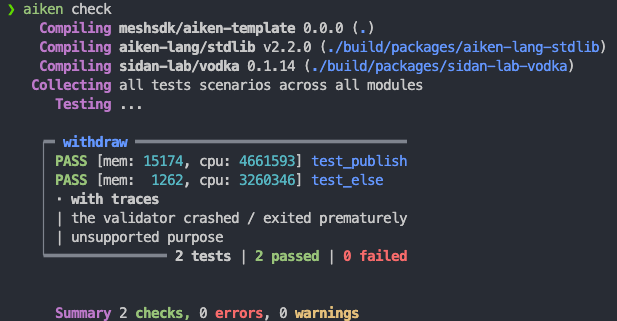 ❯ aiken check
Compiling meshsdk/aiken-template 0.0.0 (.)
Compiling aiken-lang/stdlib v2.2.0 (./build/packages/aiken-lang-stdlib)
Compiling sidan-lab/vodka 0.1.14 (./build/packages/sidan-lab-vodka)
Collecting all tests scenarios across all modules
Testing ...
withdraw
PASS [mem: 15174, cpu: 4661593] test_publish
PASS [mem:  1262, cpu: 3260346] test_else
· with traces
| the validator crashed / exited prematurely
| unsupported purpose
2 tests | 2 passed | 0 failed
Summary 2 checks, 0 errors, 0 warnings